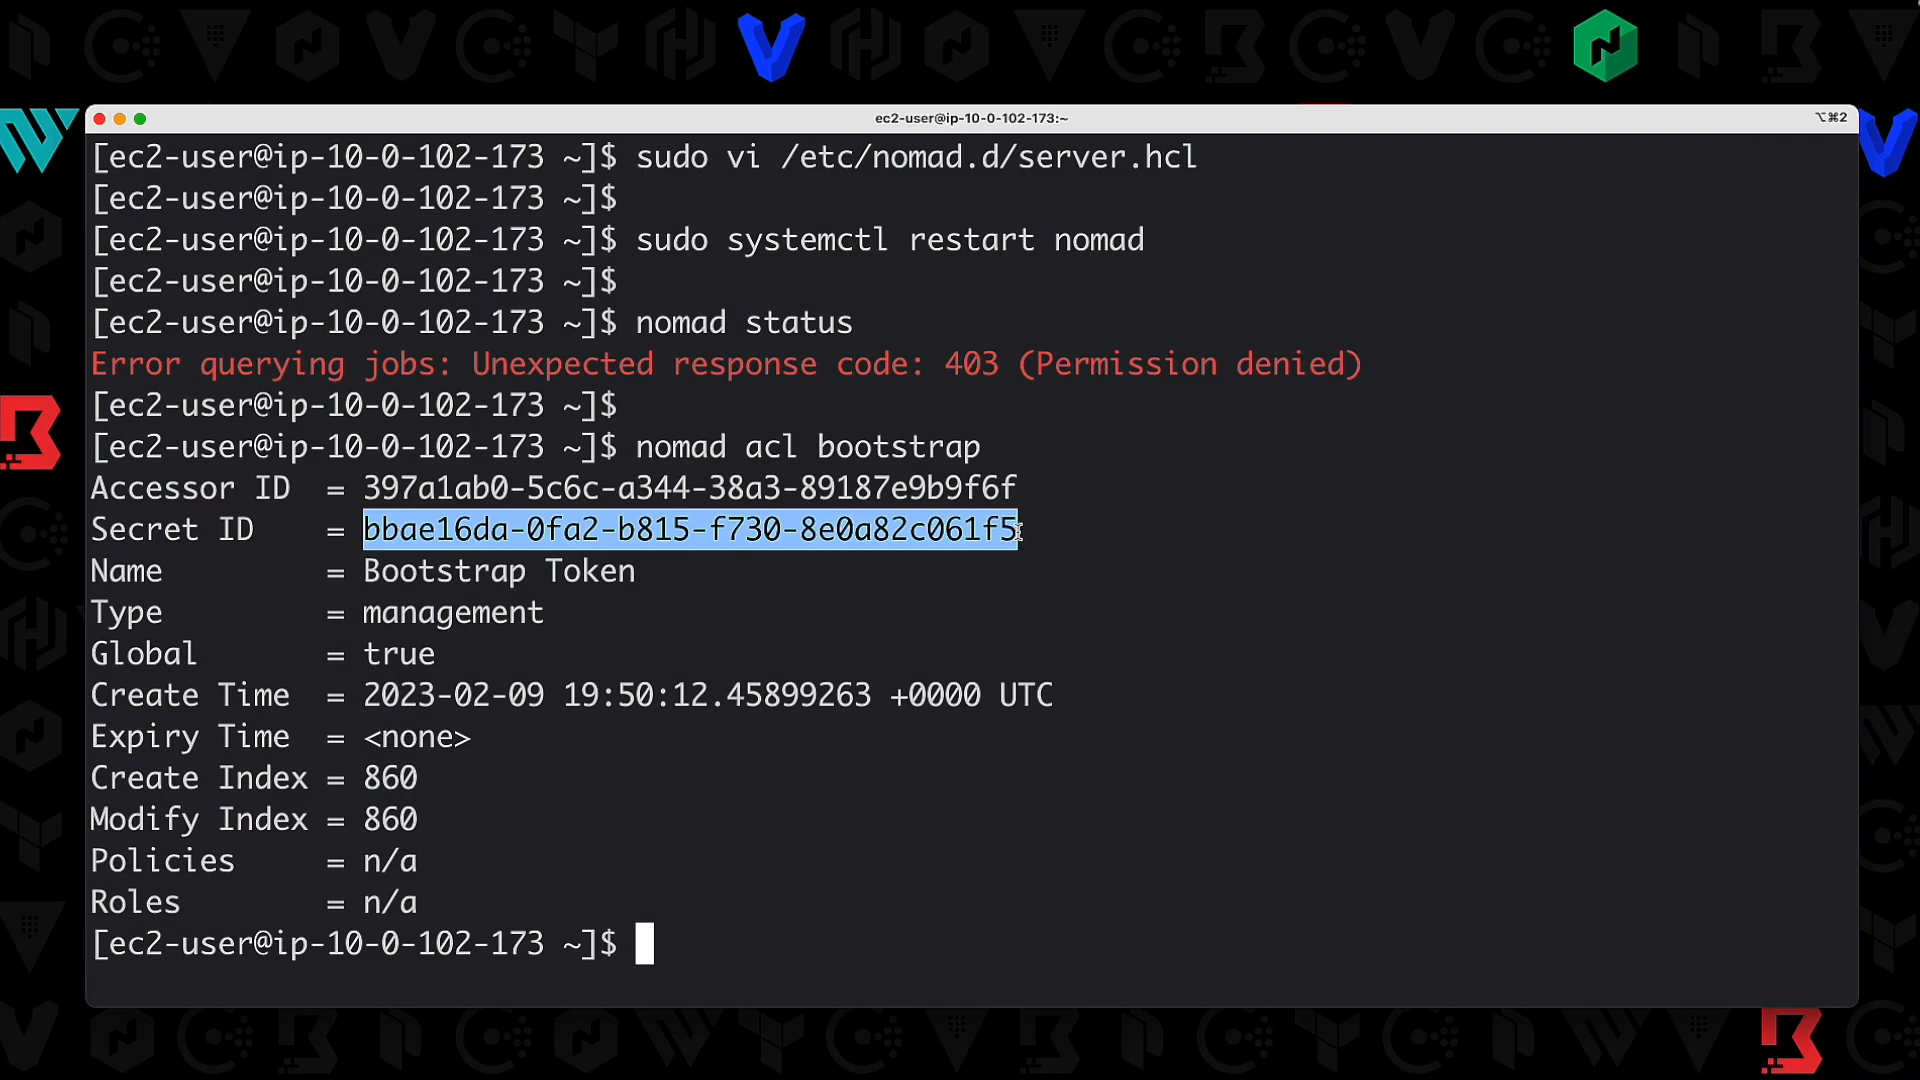 ec2-user@ip-10-0-102-173:~
⌥⌘2
[ec2-user@ip-10-0-102-173 ~]$ sudo vi /etc/nomad.d/server.hcl
[ec2-user@ip-10-0-102-173 ~]$
[ec2-user@ip-10-0-102-173 ~]$ sudo systemctl restart nomad
[ec2-user@ip-10-0-102-173 ~]$
[ec2-user@ip-10-0-102-173 ~]$ nomad status
Error querying jobs: Unexpected response code: 403 (Permission denied)
[ec2-user@ip-10-0-102-173 ~]$
[ec2-user@ip-10-0-102-173 ~]$ nomad acl bootstrap
Accessor ID  = 397a1ab0-5c6c-a344-38a3-89187e9b9f6f
Secret ID    = bbae16da-0fa2-b815-f730-8e0a82c061f5
Name         = Bootstrap Token
Type         = management
Global       = true
Create Time  = 2023-02-09 19:50:12.45899263 +0000 UTC
Expiry Time  = <none>
Create Index = 860
Modify Index = 860
Policies     = n/a
Roles        = n/a
[ec2-user@ip-10-0-102-173 ~]$